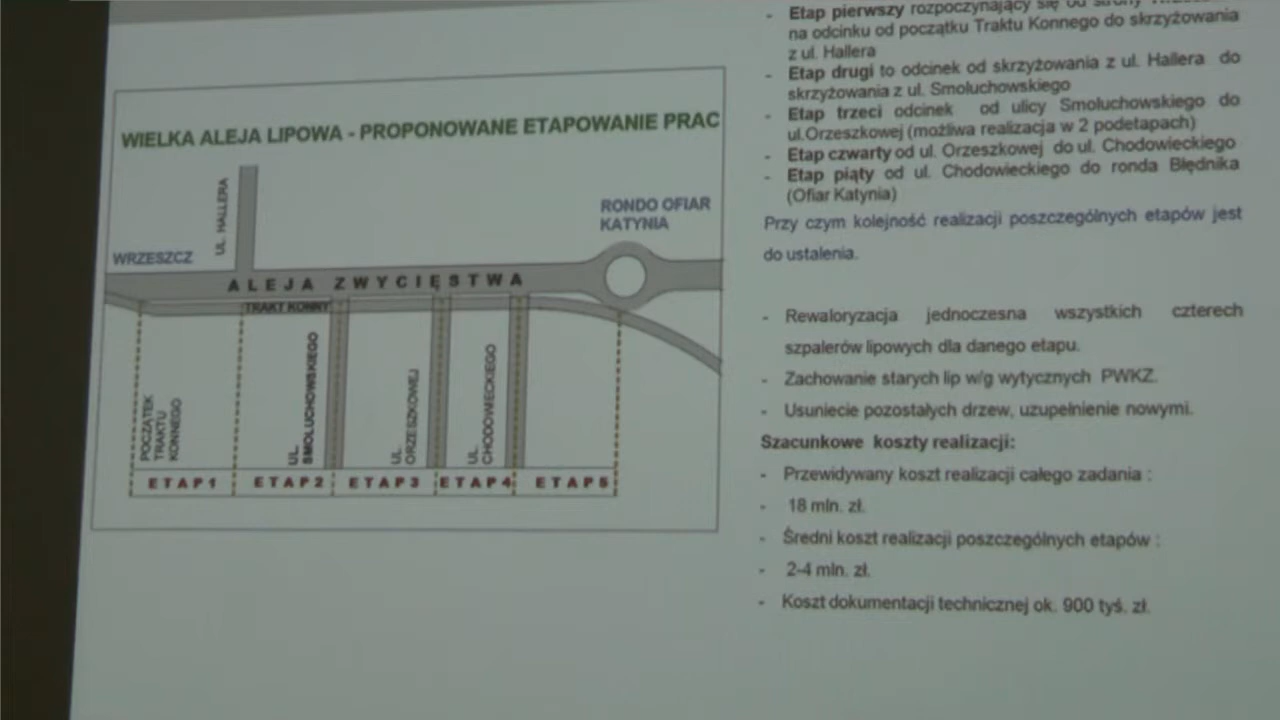 WIELKA ALEJA LIPOWA - PROPONOWANE ETAPOWANIE PRAC
UL. HALLERA
RONDO OFIAR
KATYNIA
WRZESZCZ
ALEJA ZWYCIĘSTWA
TRAKT KONNY
POCZĄTEK
TRAKTU
KONNEGO
UL.
SMOLUCHOWSKIEGO
UL.
ORZESZKOWEJ
UL.
CHODOWIECKIEGO
ETAP1
ETAP2
ETAP3
ETAP4
ETAP5
- Etap pierwszy rozpoczynający się od strony
na odcinku od początku Traktu Konnego do skrzyżowania
z ul. Hallera
- Etap drugi to odcinek od skrzyżowania z ul. Hallera do
skrzyżowania z ul. Smoluchowskiego
- Etap trzeci odcinek od ulicy Smoluchowskiego do
ul.Orzeszkowej (możliwa realizacja w 2 podetapach)
- Etap czwarty od ul. Orzeszkowej do ul. Chodowieckiego
- Etap piąty od ul. Chodowieckiego do ronda Błędnika
(Ofiar Katynia)
Przy czym kolejność realizacji poszczególnych etapów jest
do ustalenia.
- Rewaloryzacja jednoczesna wszystkich czterech
szpalerów lipowych dla danego etapu.
- Zachowanie starych lip w/g wytycznych PWKZ.
- Usuniecie pozostałych drzew, uzupełnienie nowymi.
Szacunkowe koszty realizacji:
- Przewidywany koszt realizacji całego zadania :
- 18 mln. zł.
- Średni koszt realizacji poszczególnych etapów :
- 2-4 mln. zł.
- Koszt dokumentacji technicznej ok. 900 tyś. zł.